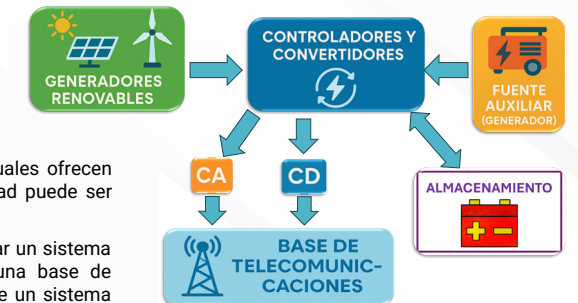 GENERADORES
RENOVABLES
CONTROLADORES Y
CONVERTIDORES
FUENTE
AUXILIAR
(GENERADOR)
CA
CD
ALMACENAMIENTO
+ -
BASE DE
TELECOMUNIC-
CACIONES
uales ofrecen
ad puede ser
ar un sistema
una base de
e un sistema